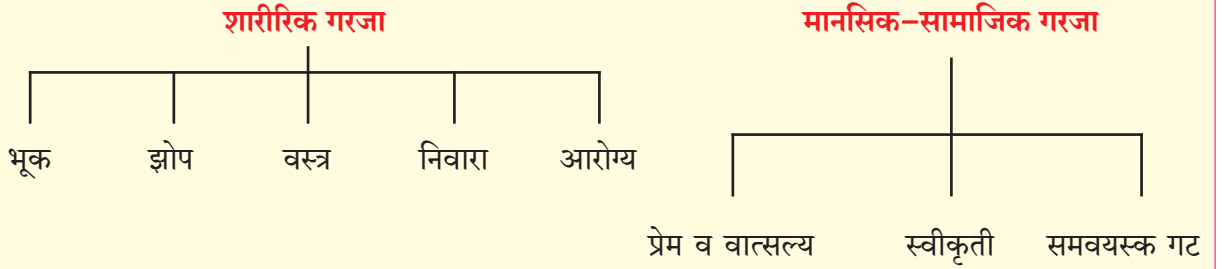 शारीरिक गरजा
भूक झोप वस्त्र निवारा आरोग्य
मानसिक–सामाजिक गरजा
प्रेम व वात्सल्य स्वीकृती समवयस्क गट